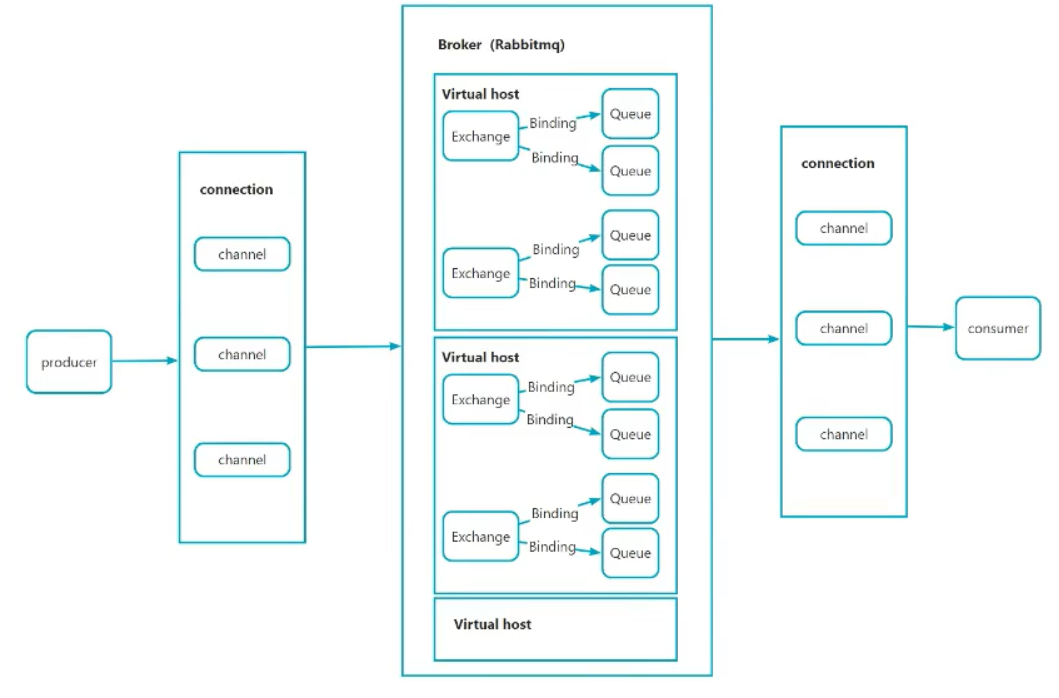 producer
connection
channel
channel
channel
Broker (Rabbitmq)
Virtual host
Exchange
Binding
Queue
Binding
Queue
Exchange
Binding
Queue
Binding
Queue
Virtual host
Exchange
Binding
Queue
Binding
Queue
Exchange
Binding
Queue
Binding
Queue
Virtual host
connection
channel
channel
channel
consumer